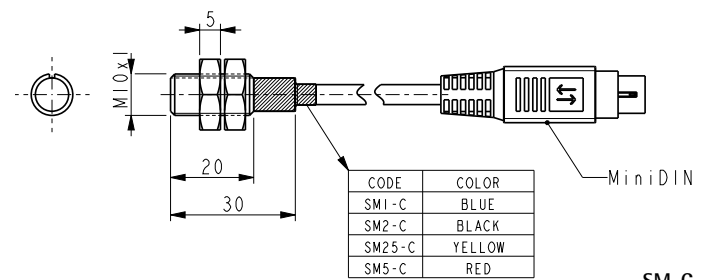 5
M10x1
20
30
CODE COLOR
SM1-C BLUE
SM2-C BLACK
SM25-C YELLOW
SM5-C RED
MiniDIN